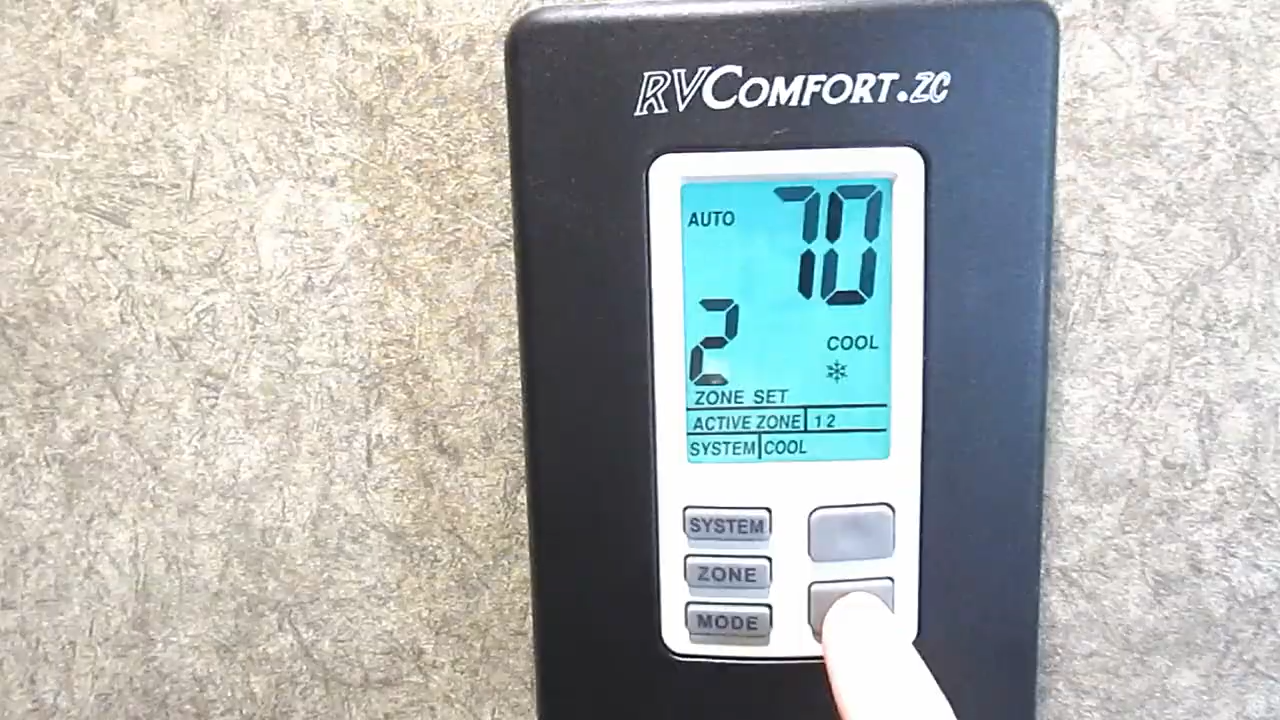 RVCOMFORT.ZC
AUTO 70
2 COOL
ZONE SET
ACTIVE ZONE 1 2
SYSTEM COOL
SYSTEM
ZONE
MODE